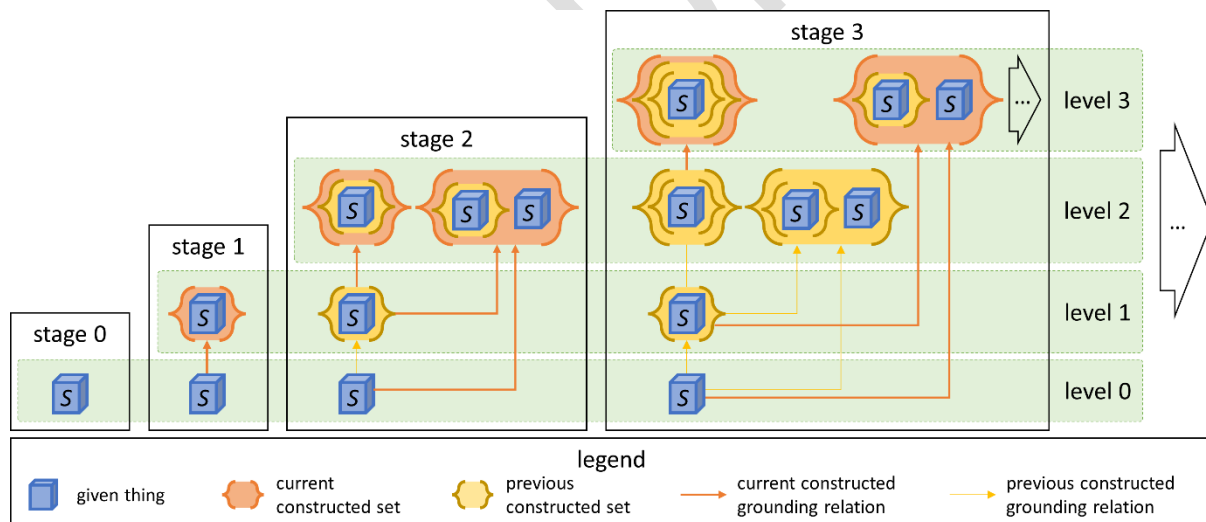 stage 3
S
S
S
...
level 3
stage 2
S
S
S
S
S
S
level 2
...
stage 1
S
S
S
level 1
stage 0
S
S
S
S
level 0
legend
given thing
current
constructed set
previous
constructed set
current constructed
grounding relation
previous constructed
grounding relation